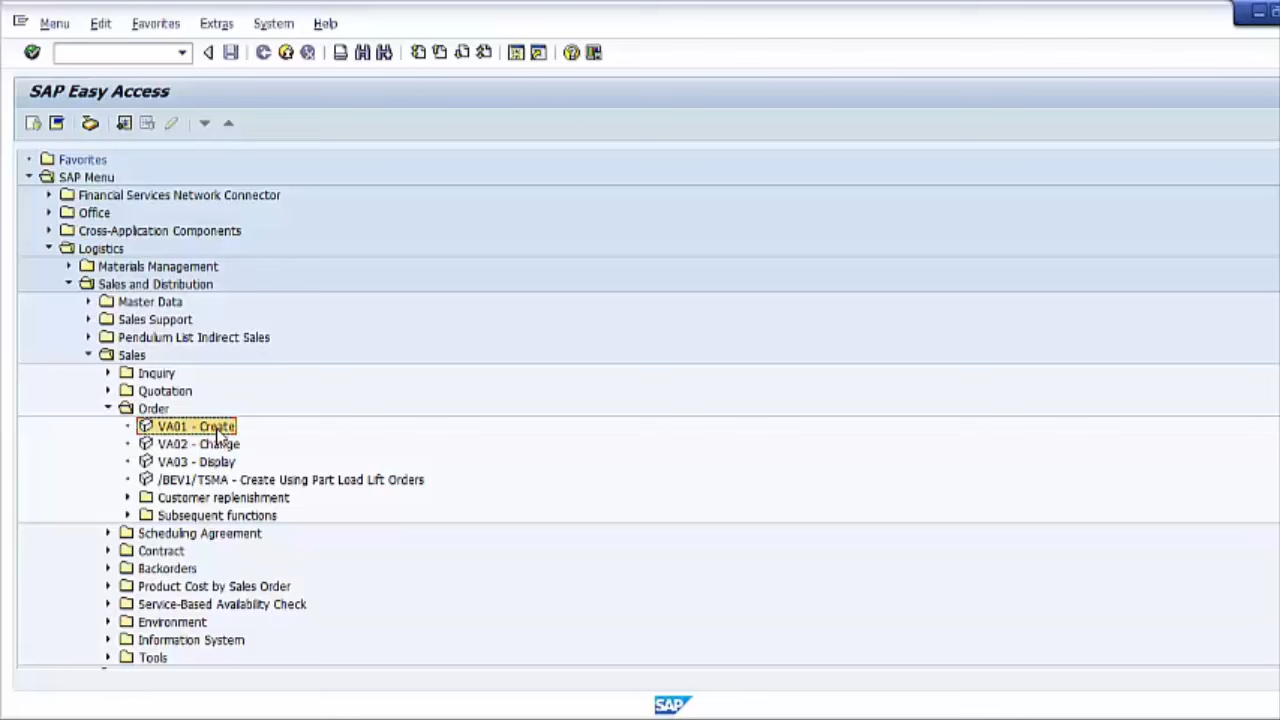 Menu Edit Favorites Extras System Help
SAP Easy Access
Favorites
SAP Menu
Financial Services Network Connector
Office
Cross-Application Components
Logistics
Materials Management
Sales and Distribution
Master Data
Sales Support
Pendulum List Indirect Sales
Sales
Inquiry
Quotation
Order
VA01 - Create
VA02 - Change
VA03 - Display
/BEV1/TSMA - Create Using Part Load Lift Orders
Customer replenishment
Subsequent functions
Scheduling Agreement
Contract
Backorders
Product Cost by Sales Order
Service-Based Availability Check
Environment
Information System
Tools
SAP